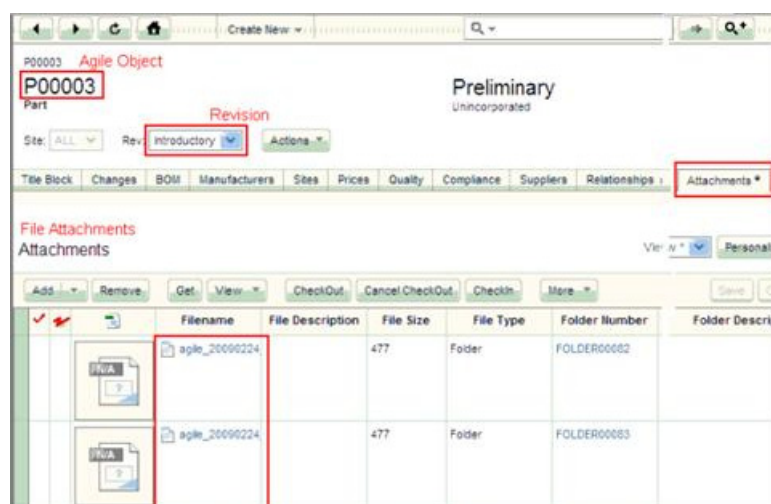 Create New
P00003 Agile Object
P00003
Part
Preliminary
Unincorporated
Revision
Site: ALL Rev: Introductory Actions
Title Block Changes BOM Manufacturers Sites Prices Quality Compliance Suppliers Relationships Attachments *
File Attachments
Attachments
Personal
Add Remove Get View CheckOut Cancel CheckOut CheckIn More Save
Filename File Description File Size File Type Folder Number Folder Descri
N/A ? agile_20090224 477 Folder FOLDER00082
N/A ? agile_20090224 477 Folder FOLDER00083